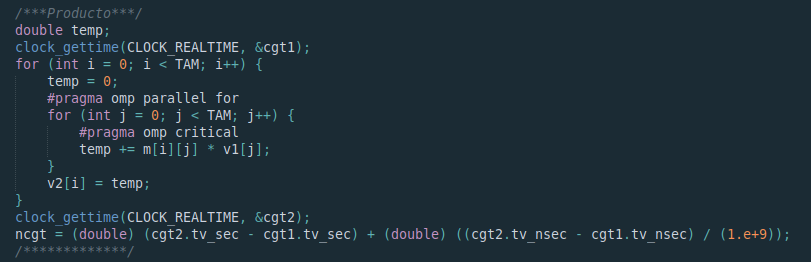 /***Producto***/
double temp;
clock_gettime(CLOCK_REALTIME, &cgt1);
for (int i = 0; i < TAM; i++) {
    temp = 0;
    #pragma omp parallel for
    for (int j = 0; j < TAM; j++) {
        #pragma omp critical
        temp += m[i][j] * v1[j];
    }
    v2[i] = temp;
}
clock_gettime(CLOCK_REALTIME, &cgt2);
ncgt = (double) (cgt2.tv_sec - cgt1.tv_sec) + (double) ((cgt2.tv_nsec - cgt1.tv_nsec) / (1.e+9));
/*************/